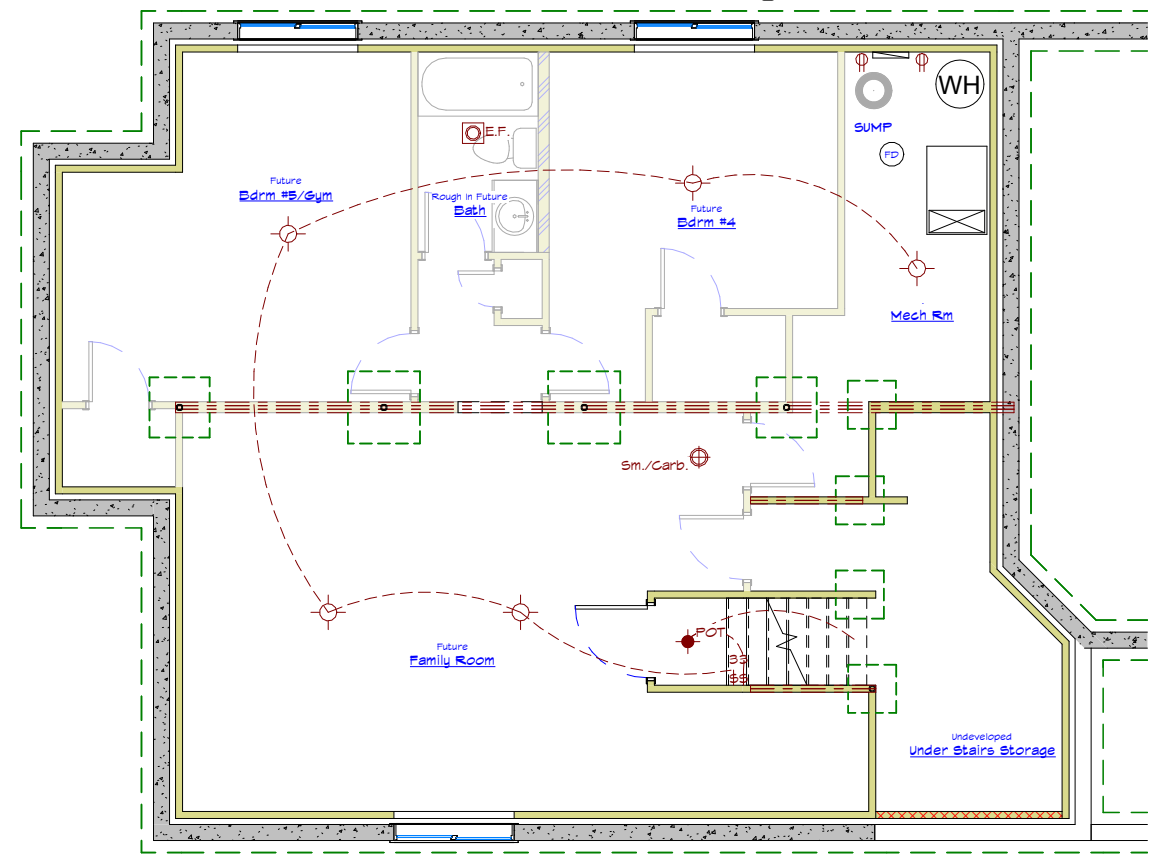 WH
SUMP
FD
E.F.
Future
Bdrm #5/Gym
Rough in Future
Bath
Future
Bdrm #4
Mech Rm
Sm./Carb.
POT
33
$$
Future
Family Room
Undeveloped
Under Stairs Storage